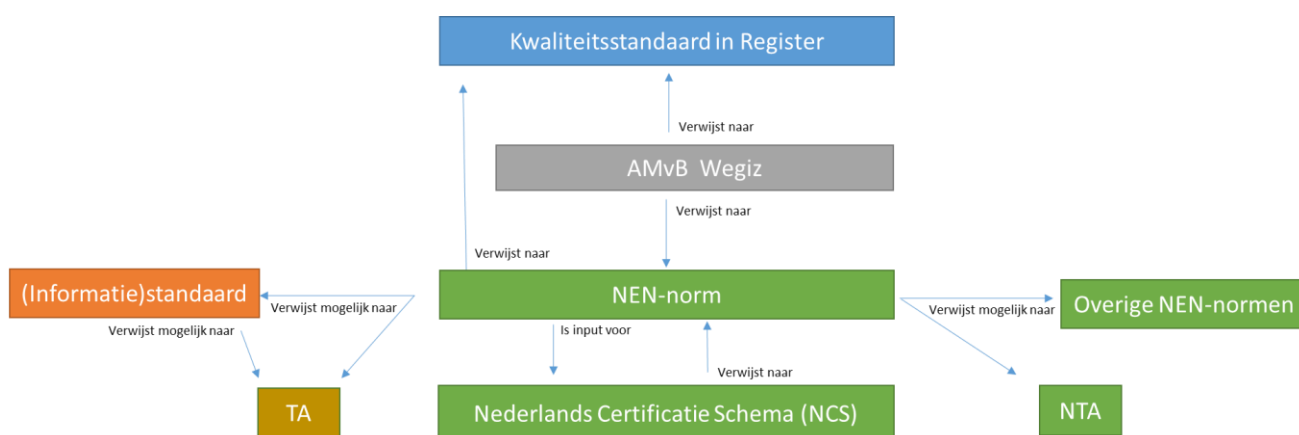 Kwaliteitsstandaard in Register
Verwijst naar
AMvB Wegiz
Verwijst naar
Verwijst naar
(Informatie)standaard
Verwijst mogelijk naar
NEN-norm
Verwijst mogelijk naar
Overige NEN-normen
Verwijst mogelijk naar
Is input voor
Verwijst naar
TA
Nederlands Certificatie Schema (NCS)
NTA